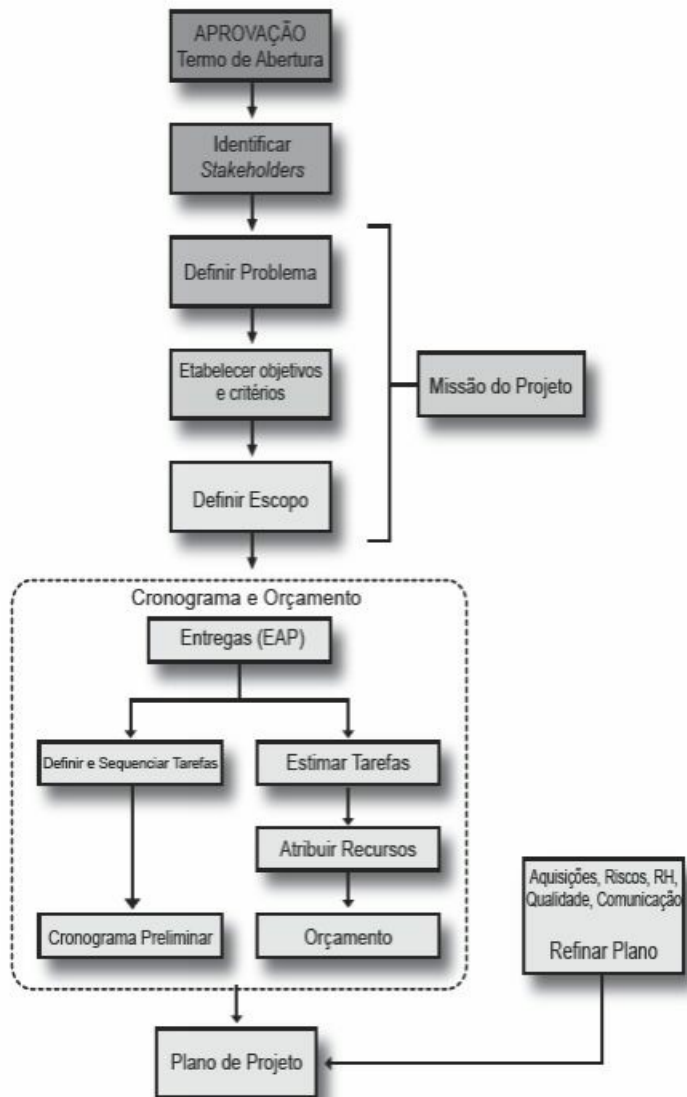 APROVAÇÃO
Termo de Abertura
Identificar
Stakeholders
Definir Problema
Etabelecer objetivos
e critérios
Missão do Projeto
Definir Escopo
Cronograma e Orçamento
Entregas (EAP)
Definir e Sequenciar Tarefas
Estimar Tarefas
Atribuir Recursos
Cronograma Preliminar
Orçamento
Aquisições, Riscos, RH,
Qualidade, Comunicação
Refinar Plano
Plano de Projeto